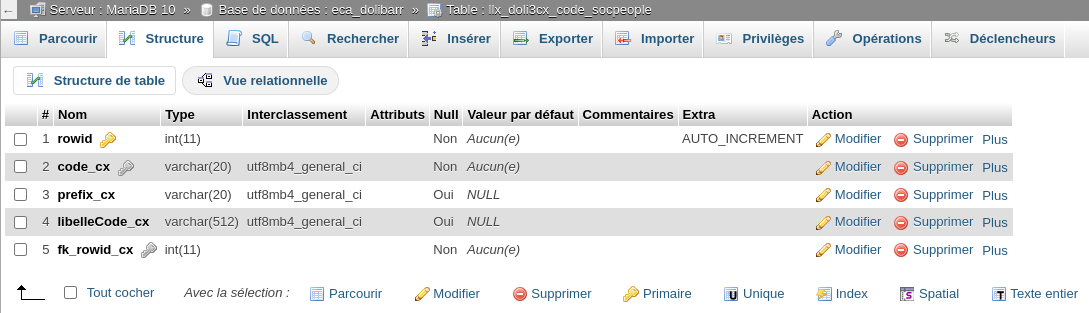 ← Serveur : MariaDB 10 » Base de données : eca_dolibarr » Table : llx_doli3cx_code_socpeople
Parcourir Structure SQL Rechercher Insérer Exporter Importer Privilèges Opérations Déclencheurs
Structure de table Vue relationnelle
# Nom Type Interclassement Attributs Null Valeur par défaut Commentaires Extra Action
1 rowid int(11) Non Aucun(e) AUTO_INCREMENT Modifier Supprimer Plus
2 code_cx varchar(20) utf8mb4_general_ci Non Aucun(e) Modifier Supprimer Plus
3 prefix_cx varchar(20) utf8mb4_general_ci Oui NULL Modifier Supprimer Plus
4 libelleCode_cx varchar(512) utf8mb4_general_ci Oui NULL Modifier Supprimer Plus
5 fk_rowid_cx int(11) Non Aucun(e) Modifier Supprimer Plus
Tout cocher Avec la sélection : Parcourir Modifier Supprimer Primaire Unique Index Spatial Texte entier